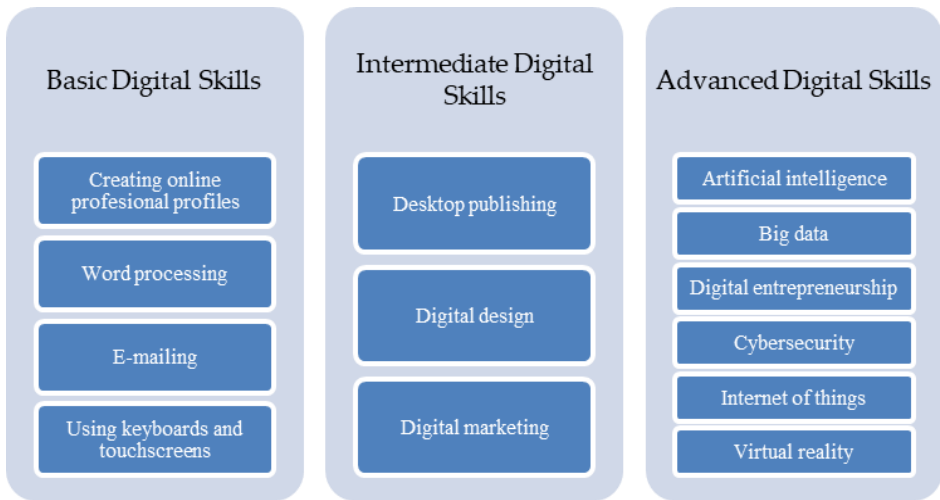 Basic Digital Skills
Creating online
profesional profiles
Word processing
E-mailing
Using keyboards and
touchscreens
Intermediate Digital
Skills
Desktop publishing
Digital design
Digital marketing
Advanced Digital Skills
Artificial intelligence
Big data
Digital entrepreneurship
Cybersecurity
Internet of things
Virtual reality